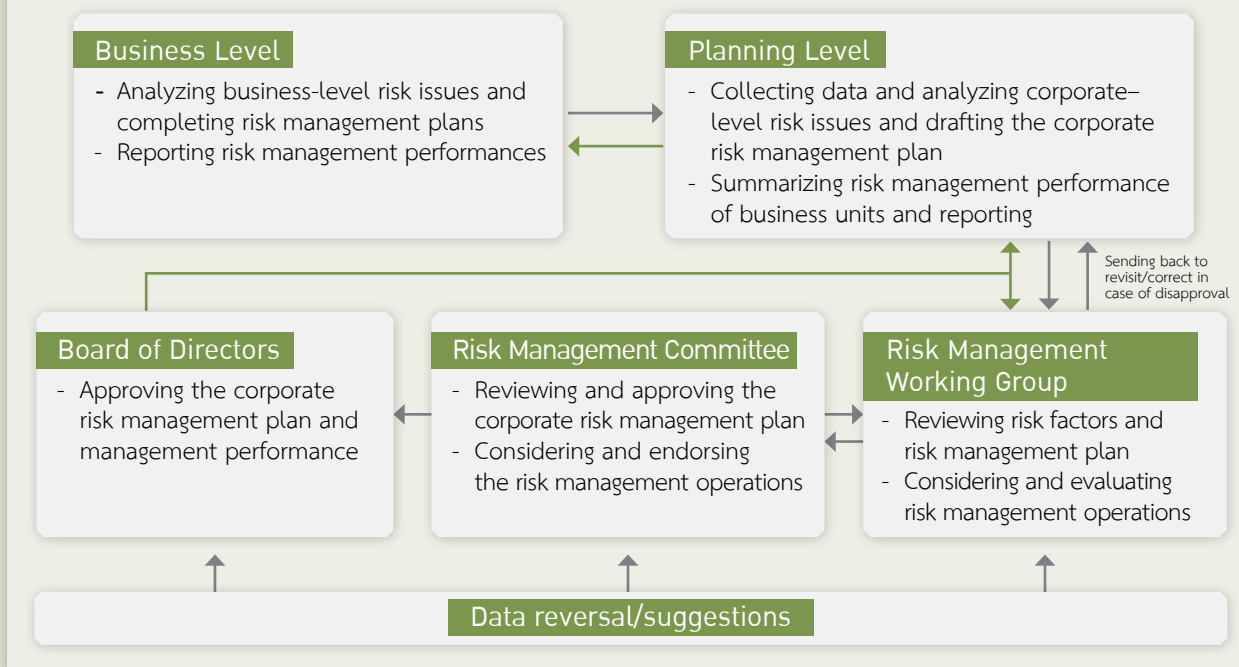 Business Level
- Analyzing business-level risk issues and
completing risk management plans
- Reporting risk management performances
Planning Level
- Collecting data and analyzing corporate–
level risk issues and drafting the corporate
risk management plan
- Summarizing risk management performance
of business units and reporting
Sending back to
revisit/correct in
case of disapproval
Board of Directors
- Approving the corporate
risk management plan and
management performance
Risk Management Committee
- Reviewing and approving the
corporate risk management plan
- Considering and endorsing
the risk management operations
Risk Management
Working Group
- Reviewing risk factors and
risk management plan
- Considering and evaluating
risk management operations
Data reversal/suggestions